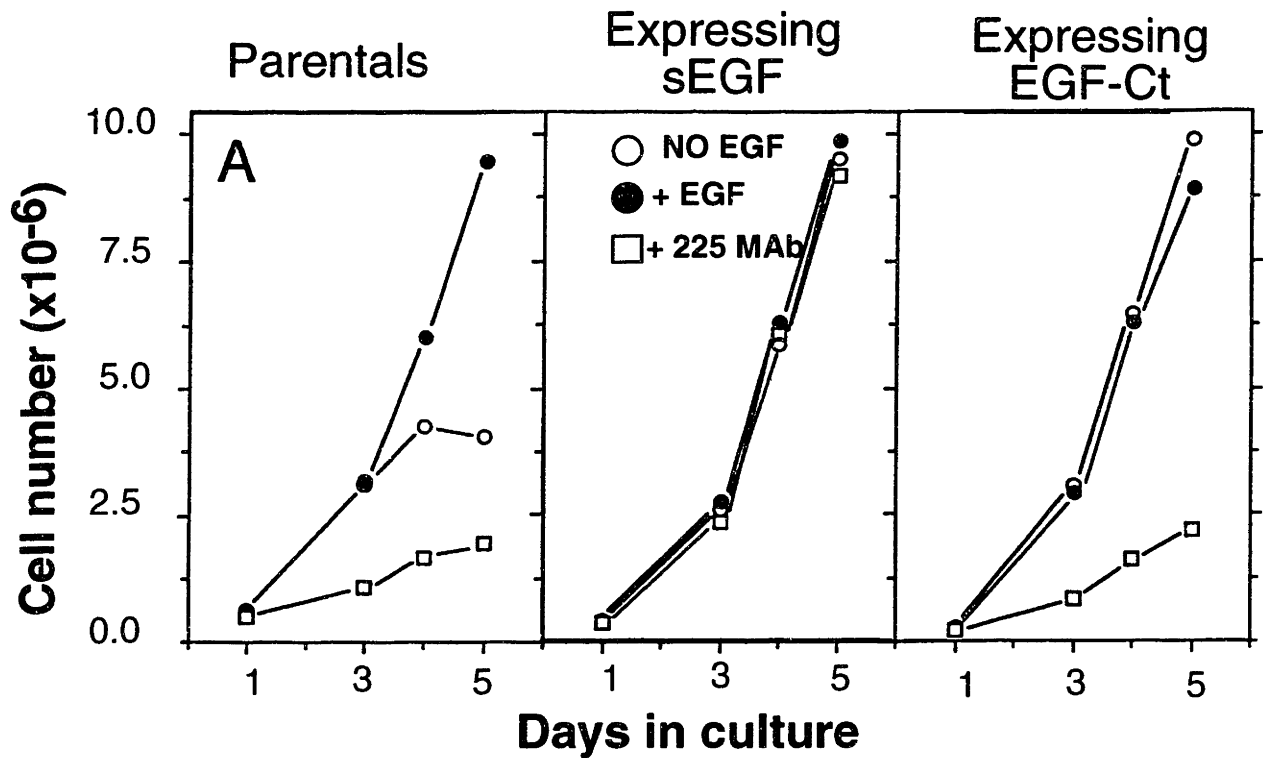 Parentals
Expressing
sEGF
Expressing
EGF-Ct
A
NO EGF
+ EGF
+ 225 MAb
Cell number (x10-6)
10.0
7.5
5.0
2.5
0.0
1 3 5
1 3 5
1 3 5
Days in culture